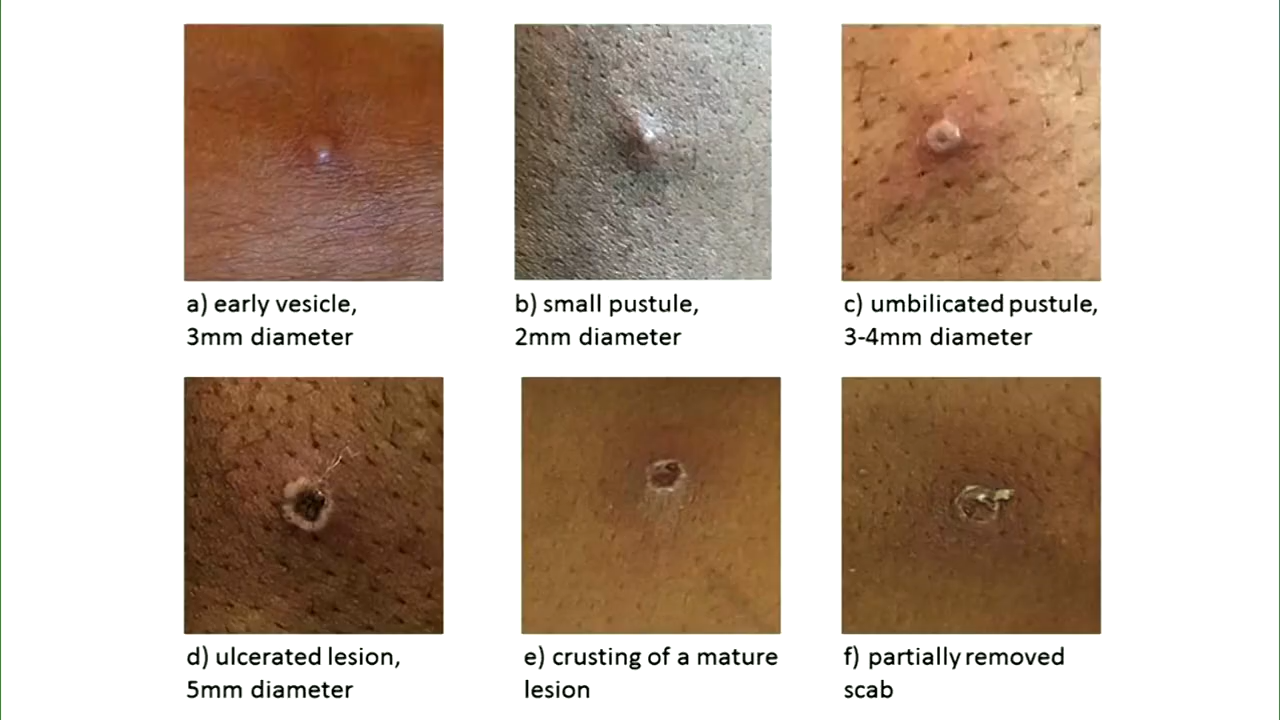 a) early vesicle,
3mm diameter
b) small pustule,
2mm diameter
c) umbilicated pustule,
3-4mm diameter
d) ulcerated lesion,
5mm diameter
e) crusting of a mature
lesion
f) partially removed
scab